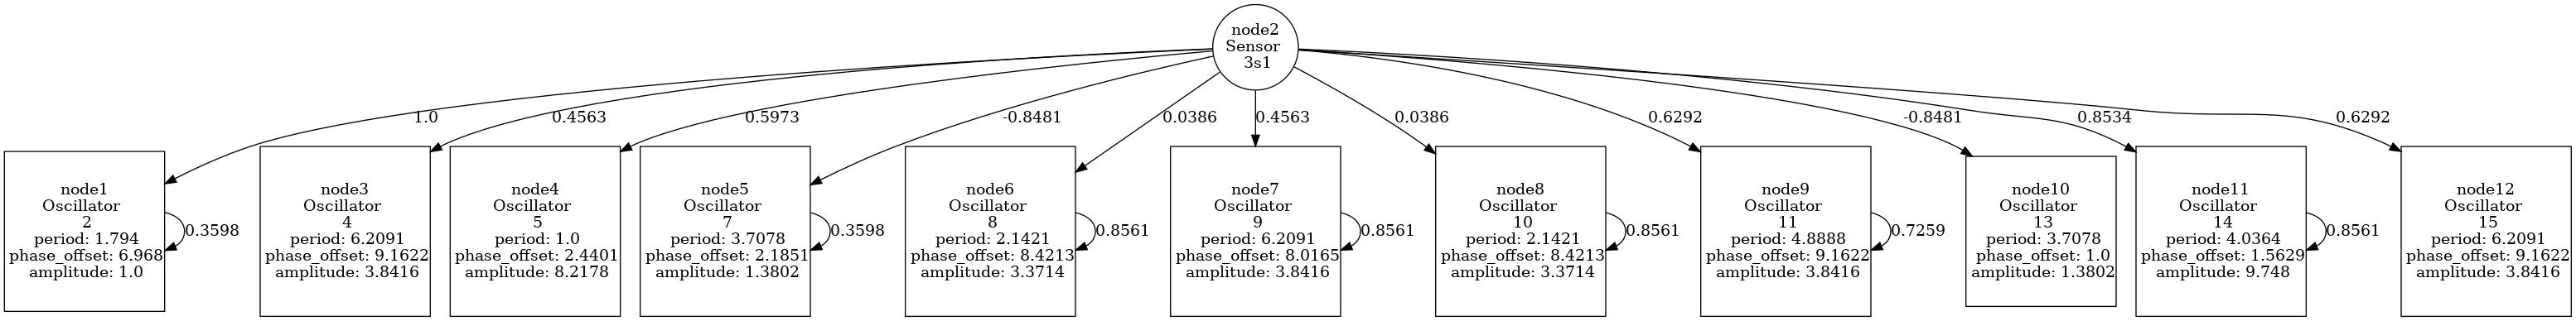 node2
Sensor
3s1
1.0
0.4563
0.5973
-0.8481
0.0386
0.4563
0.0386
0.6292
-0.8481
0.8534
0.6292
node1
Oscillator
2
period: 1.794
phase_offset: 6.968
amplitude: 1.0
0.3598
node3
Oscillator
4
period: 6.2091
phase_offset: 9.1622
amplitude: 3.8416
node4
Oscillator
5
period: 1.0
phase_offset: 2.4401
amplitude: 8.2178
node5
Oscillator
7
period: 3.7078
phase_offset: 2.1851
amplitude: 1.3802
0.3598
node6
Oscillator
8
period: 2.1421
phase_offset: 8.4213
amplitude: 3.3714
0.8561
node7
Oscillator
9
period: 6.2091
phase_offset: 8.0165
amplitude: 3.8416
0.8561
node8
Oscillator
10
period: 2.1421
phase_offset: 8.4213
amplitude: 3.3714
0.8561
node9
Oscillator
11
period: 4.8888
phase_offset: 9.1622
amplitude: 3.8416
0.7259
node10
Oscillator
13
period: 3.7078
phase_offset: 1.0
amplitude: 1.3802
node11
Oscillator
14
period: 4.0364
phase_offset: 1.5629
amplitude: 9.748
0.8561
node12
Oscillator
15
period: 6.2091
phase_offset: 9.1622
amplitude: 3.8416